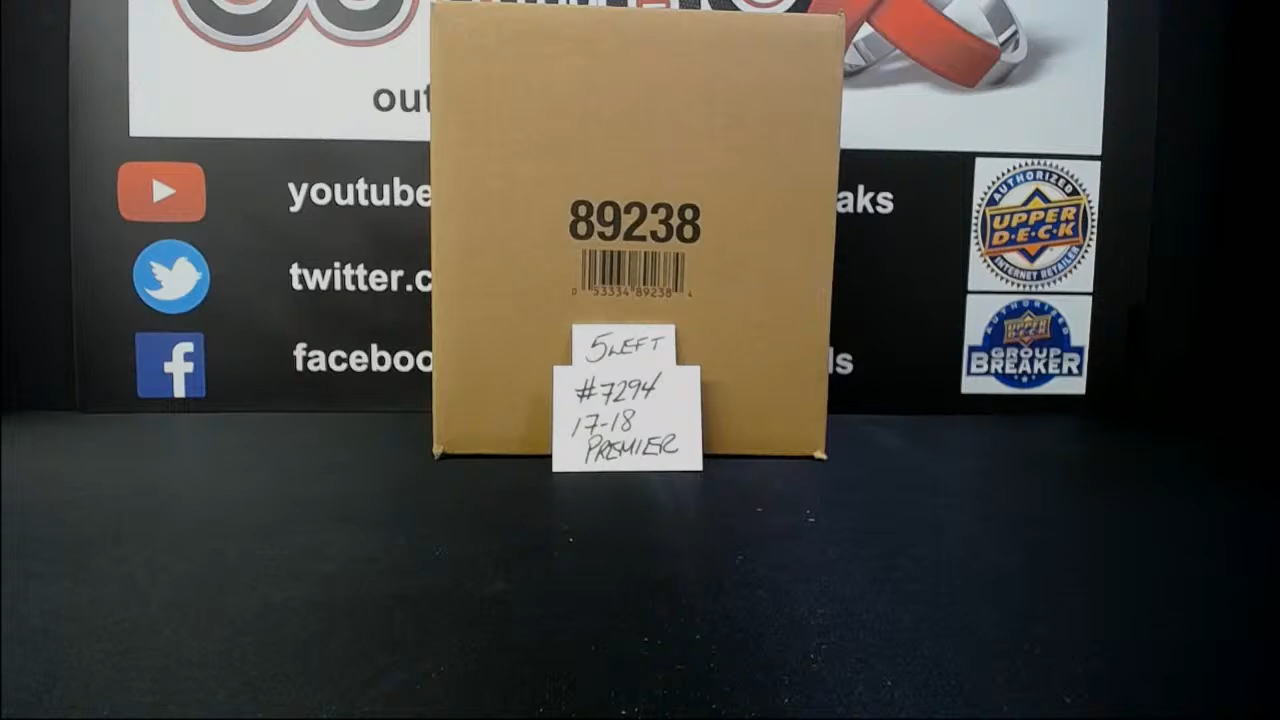 out
youtube
aks
twitter.c
faceboo
ls
89238
0 53334 89238 4
5 LEFT
#7294
17-18
PREMIER
AUTHORIZED
UPPER
D·E·C·K
INTERNET RETAILER
AUTHORIZED
UPPER
DECK
GROUP
BREAKER